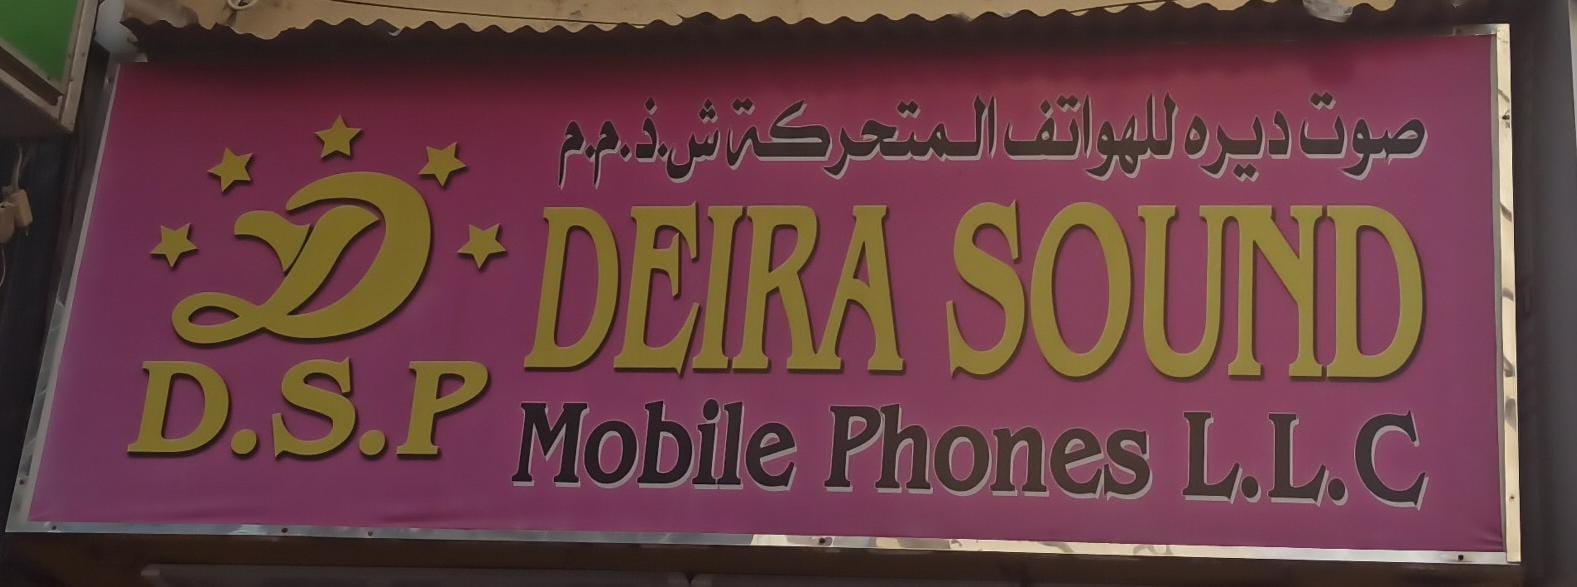 صوت ديره للهواتف المتحركة ش.ذ.م.م
DEIRA SOUND
Mobile Phones L.L.C
D
D.S.P